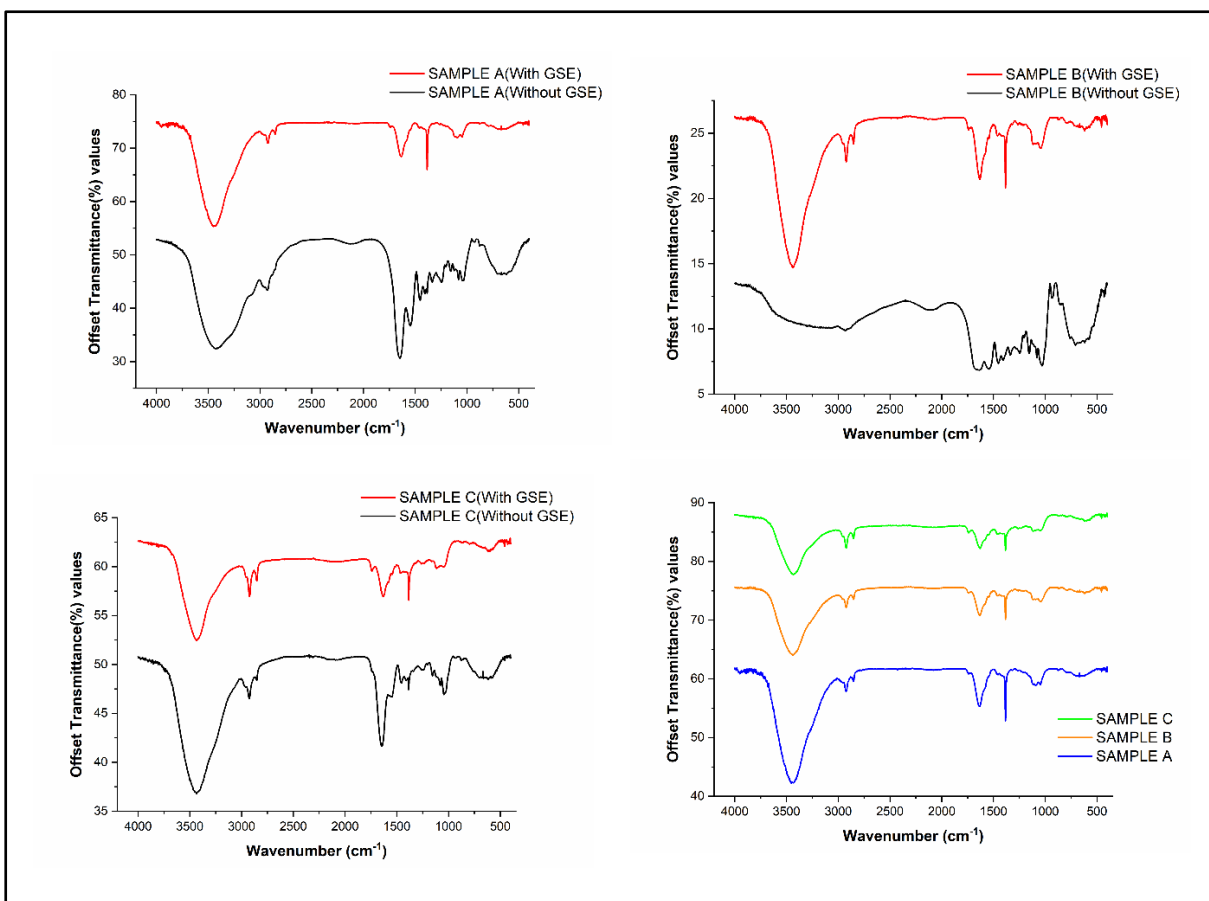 SAMPLE A(With GSE)
SAMPLE A(Without GSE)
80
70
60
50
40
30
Offset Transmittance(%) values
4000 3500 3000 2500 2000 1500 1000 500
Wavenumber (cm⁻¹)
SAMPLE B(With GSE)
SAMPLE B(Without GSE)
25
20
15
10
5
Offset Transmittance(%) values
4000 3500 3000 2500 2000 1500 1000 500
Wavenumber (cm⁻¹)
SAMPLE C(With GSE)
SAMPLE C(Without GSE)
65
60
55
50
45
40
35
Offset Transmittance(%) values
4000 3500 3000 2500 2000 1500 1000 500
Wavenumber (cm⁻¹)
90
80
70
60
50
40
Offset Transmittance(%) values
SAMPLE C
SAMPLE B
SAMPLE A
4000 3500 3000 2500 2000 1500 1000 500
Wavenumber (cm⁻¹)